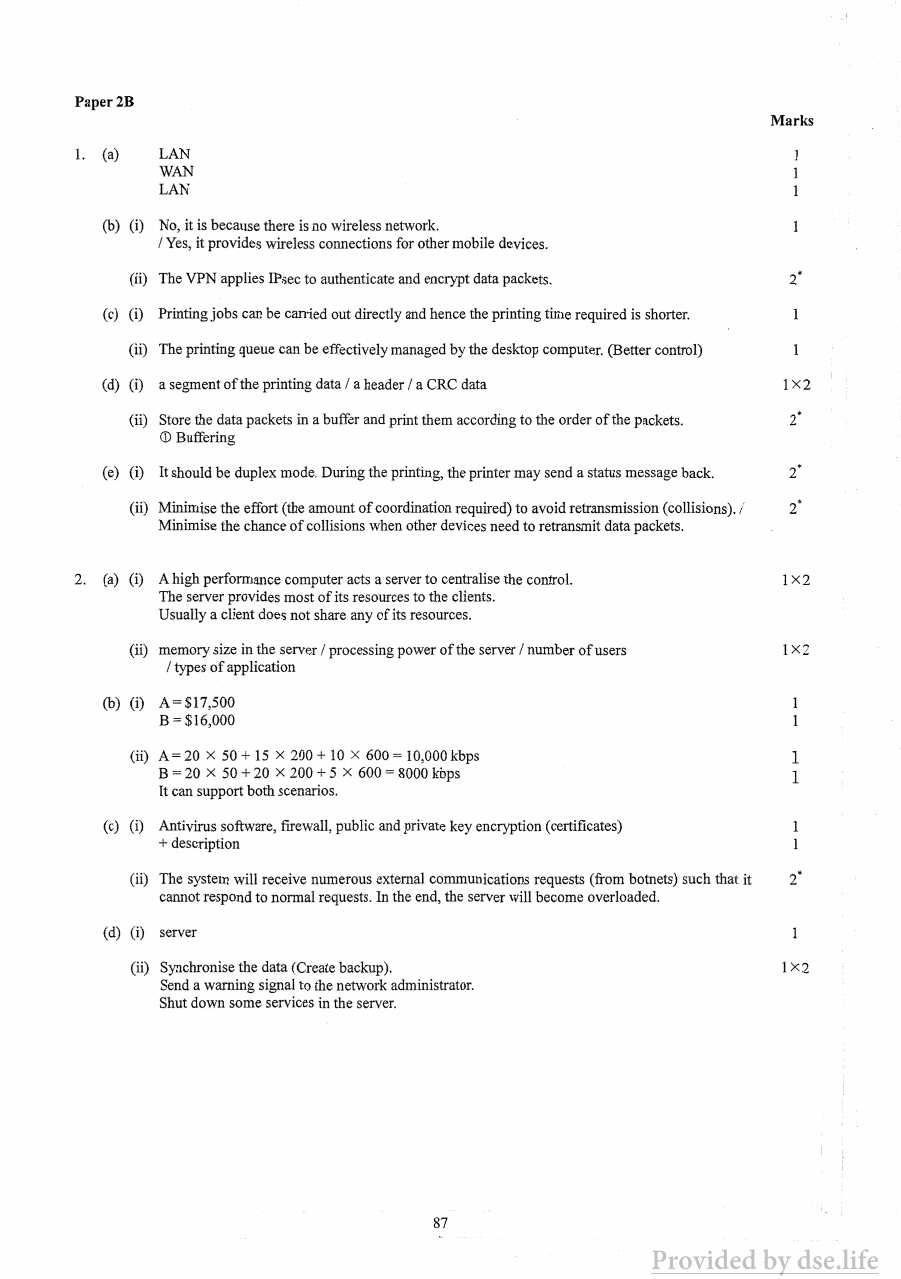 Paper 2B
Marks
1. (a) LAN 1
WAN 1
LAN 1
(b) (i) No, it is because there is no wireless network. 1
/ Yes, it provides wireless connections for other mobile devices.
(ii) The VPN applies IPsec to authenticate and encrypt data packets. 2*
(c) (i) Printing jobs can be carried out directly and hence the printing time required is shorter. 1
(ii) The printing queue can be effectively managed by the desktop computer. (Better control) 1
(d) (i) a segment of the printing data / a header / a CRC data 1×2
(ii) Store the data packets in a buffer and print them according to the order of the packets. 2*
① Buffering
(e) (i) It should be duplex mode. During the printing, the printer may send a status message back. 2*
(ii) Minimise the effort (the amount of coordination required) to avoid retransmission (collisions). / 2*
Minimise the chance of collisions when other devices need to retransmit data packets.
2. (a) (i) A high performance computer acts a server to centralise the control. 1×2
The server provides most of its resources to the clients.
Usually a client does not share any of its resources.
(ii) memory size in the server / processing power of the server / number of users 1×2
/ types of application
(b) (i) A = $17,500 1
B = $16,000 1
(ii) A = 20 × 50 + 15 × 200 + 10 × 600 = 10,000 kbps 1
B = 20 × 50 + 20 × 200 + 5 × 600 = 8000 kbps 1
It can support both scenarios.
(c) (i) Antivirus software, firewall, public and private key encryption (certificates) 1
+ description 1
(ii) The system will receive numerous external communications requests (from botnets) such that it 2*
cannot respond to normal requests. In the end, the server will become overloaded.
(d) (i) server 1
(ii) Synchronise the data (Create backup). 1×2
Send a warning signal to the network administrator.
Shut down some services in the server.
87
Provided by dse.life